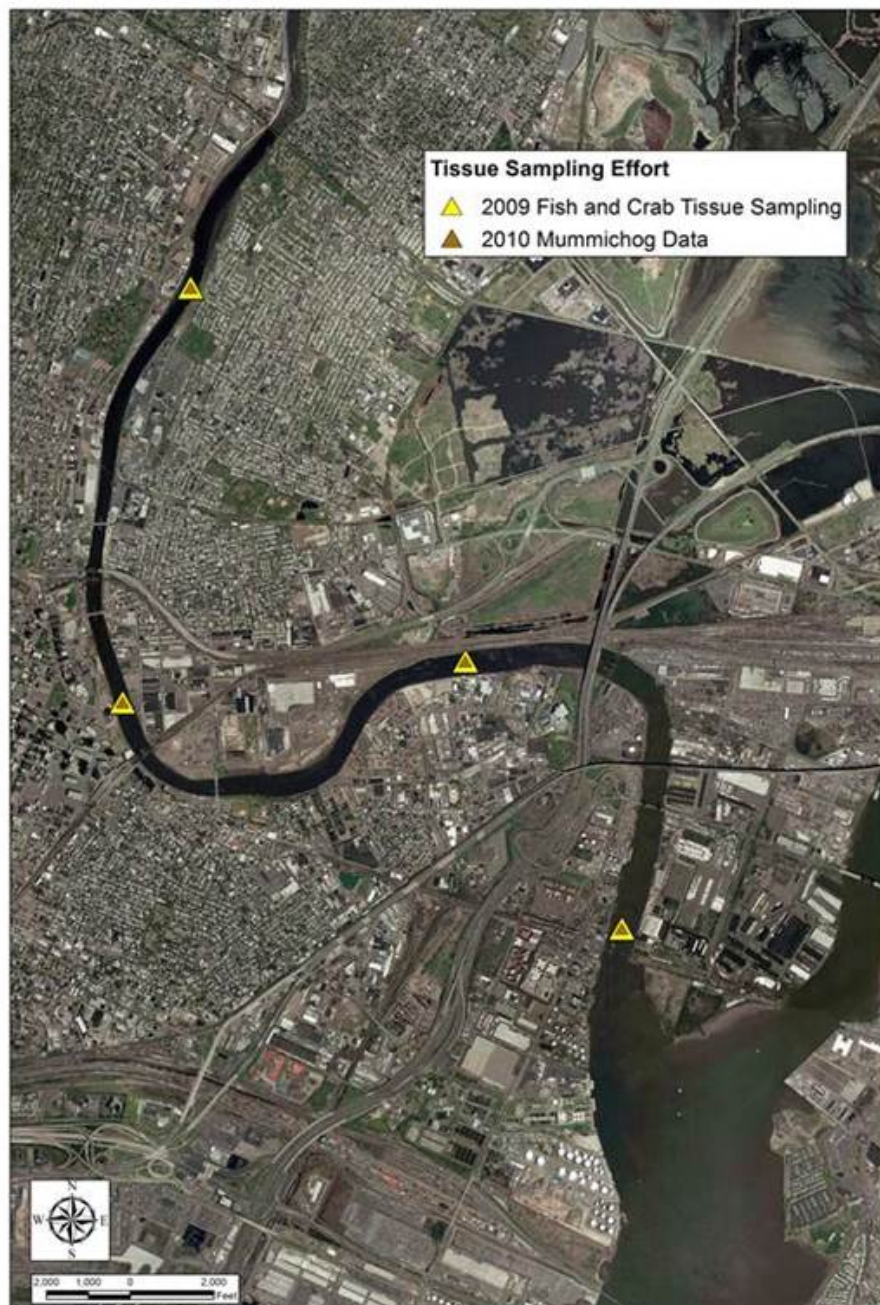 Tissue Sampling Effort
2009 Fish and Crab Tissue Sampling
2010 Mummichog Data
N
W E
S
2,000 1,000 0 2,000
Feet